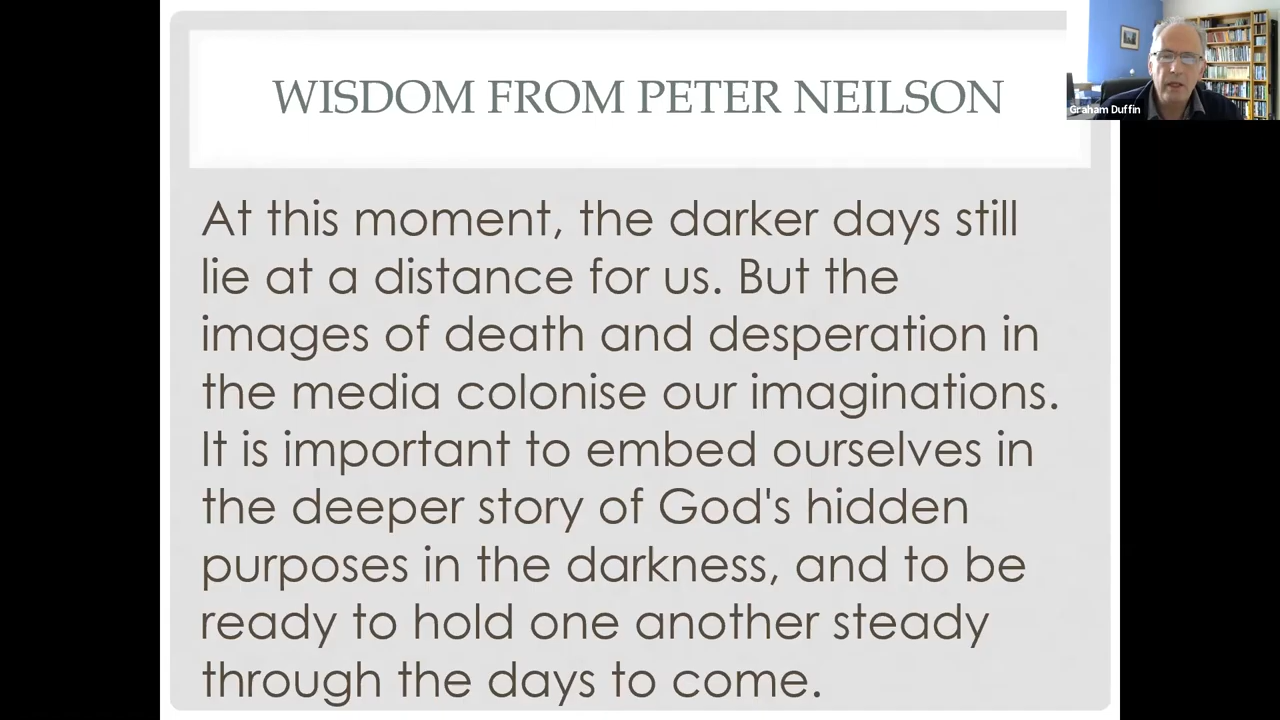 WISDOM FROM PETER NEILSON
Graham Duffin
At this moment, the darker days still
lie at a distance for us. But the
images of death and desperation in
the media colonise our imaginations.
It is important to embed ourselves in
the deeper story of God's hidden
purposes in the darkness, and to be
ready to hold one another steady
through the days to come.